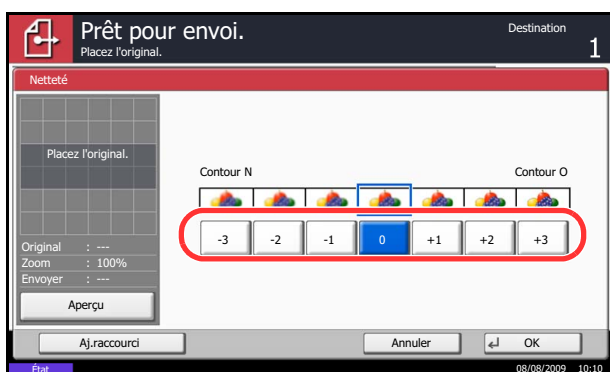 Prêt pour envoi.
Placez l'original.
Destination
1
Netteté
Placez l'original.
Contour N
Contour O
-3 -2 -1 0 +1 +2 +3
Original : ---
Zoom : 100%
Envoyer : ---
Aperçu
Aj.raccourci
Annuler
OK
État
08/08/2009 10:10